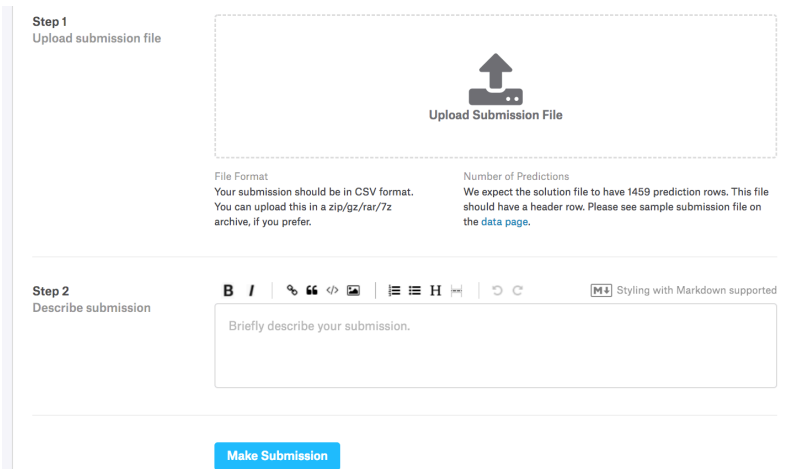 Step 1
Upload submission file
Upload Submission File
File Format
Your submission should be in CSV format.
You can upload this in a zip/gz/rar/7z
archive, if you prefer.
Number of Predictions
We expect the solution file to have 1459 prediction rows. This file
should have a header row. Please see sample submission file on
the data page.
Step 2
Describe submission
B I H
M Styling with Markdown supported
Briefly describe your submission.
Make Submission